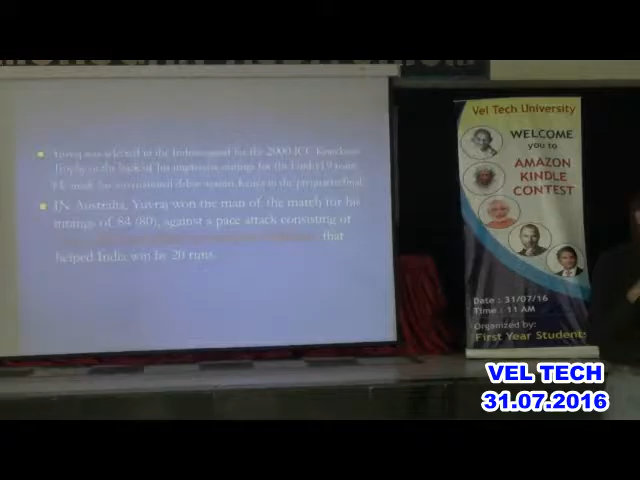 Yuvraj was selected in the Indian squad for the 2000 ICC Knockout
Trophy in the back of his impressive outings for the Under-19 team.
He made his international debut against Kenya in the
IN Australia, Yuvraj won the man of the match for his
innings of 84 (80), against a pace attack consisting of
that
helped India win by 20 runs.
Vel Tech University
WELCOME
you to
AMAZON
KINDLE
CONTEST
Date : 31/07/16
Time : 11 AM
Organized by:
First Year Students
VEL TECH
31.07.2016